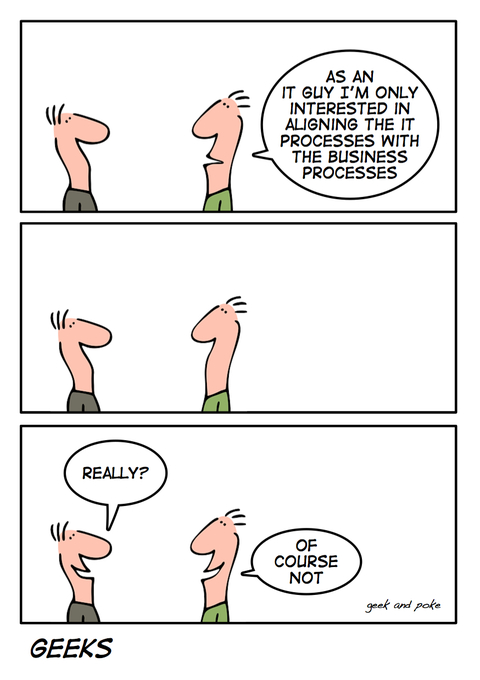 AS AN
IT GUY I'M ONLY
INTERESTED IN
ALIGNING THE IT
PROCESSES WITH
THE BUSINESS
PROCESSES
REALLY?
OF
COURSE
NOT
geek and poke
GEEKS